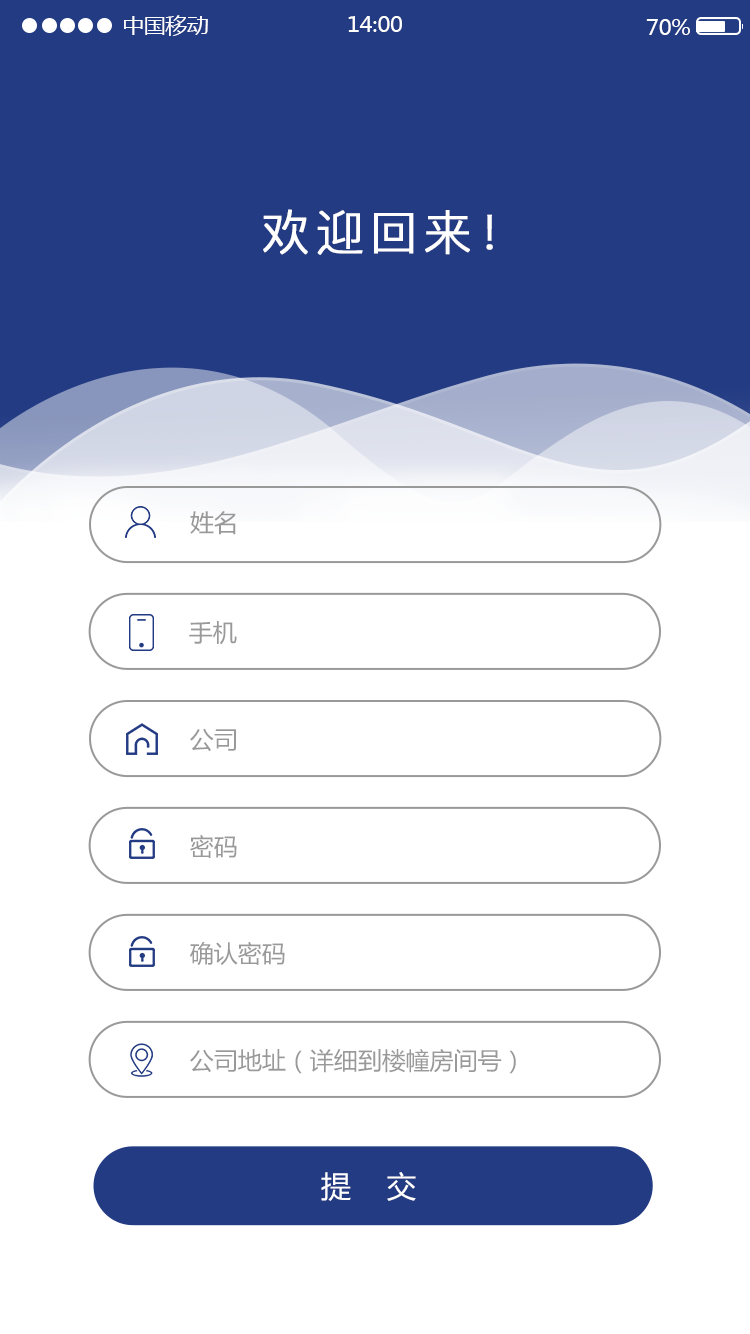 中国移动 14:00 70%
欢迎回来!
姓名
手机
公司
密码
确认密码
公司地址(详细到楼幢房间号)
提 交